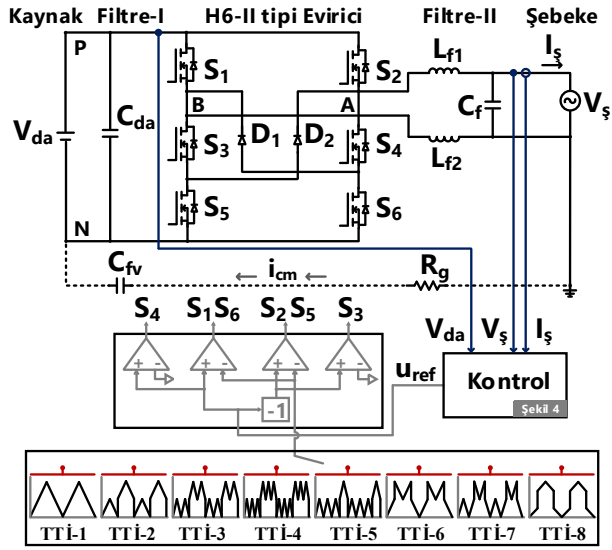 Kaynak Filtre-I H6-II tipi Evirici Filtre-II Şebeke
P
S1
S2
Lf1
Iş
B
A
Cda
Vda
D1 D2
Cf
Vş
S3
S4
Lf2
S5
S6
N
Cfv
icm
Rg
S4 S1S6 S2S5 S3
Vda Vş Iş
+ - + - + - + -
uref
-1
Kontrol
Şekil 4
TTİ-1 TTİ-2 TTİ-3 TTİ-4 TTİ-5 TTİ-6 TTİ-7 TTİ-8